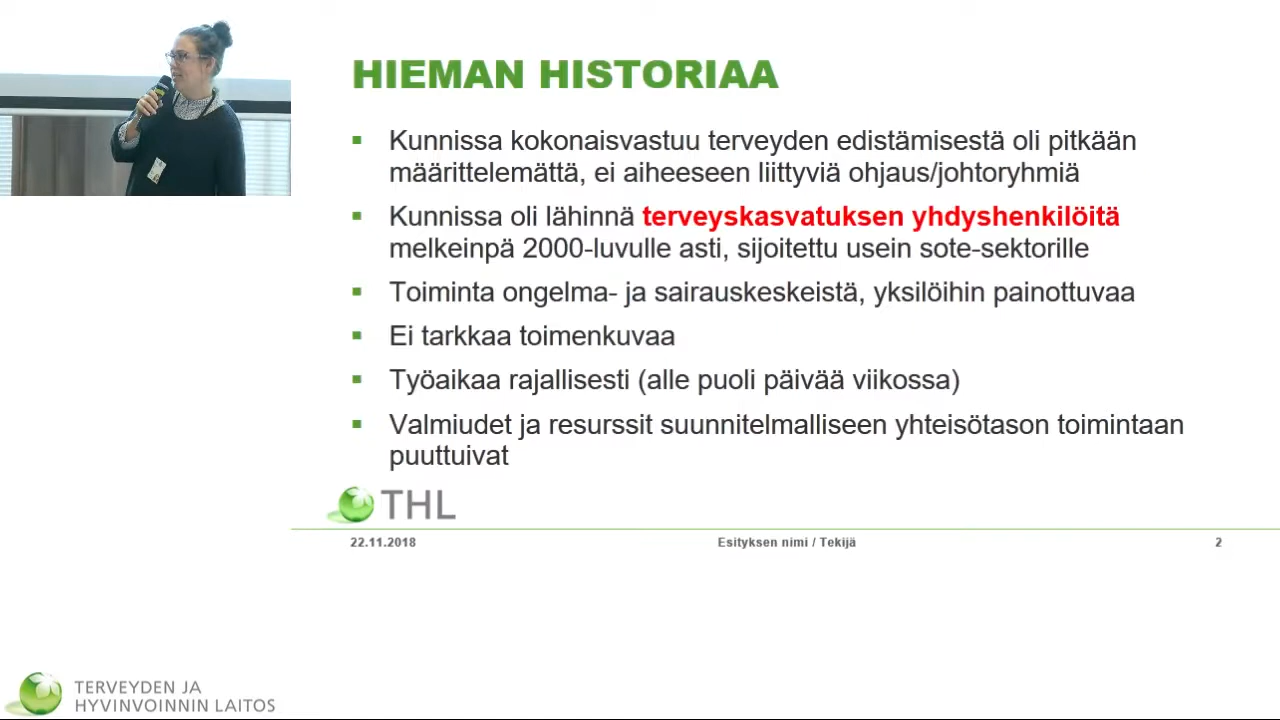 HIEMAN HISTORIAA
Kunnissa kokonaisvastuu terveyden edistämisestä oli pitkään
määrittelemättä, ei aiheeseen liittyviä ohjaus/johtoryhmiä
Kunnissa oli lähinnä terveyskasvatuksen yhdyshenkilöitä
melkeinpä 2000-luvulle asti, sijoitettu usein sote-sektorille
Toiminta ongelma- ja sairauskeskeistä, yksilöihin painottuvaa
Ei tarkkaa toimenkuvaa
Työaikaa rajallisesti (alle puoli päivää viikossa)
Valmiudet ja resurssit suunnitelmalliseen yhteisötason toimintaan
puuttuivat
THL
22.11.2018 Esityksen nimi / Tekijä 2
TERVEYDEN JA
HYVINVOINNIN LAITOS